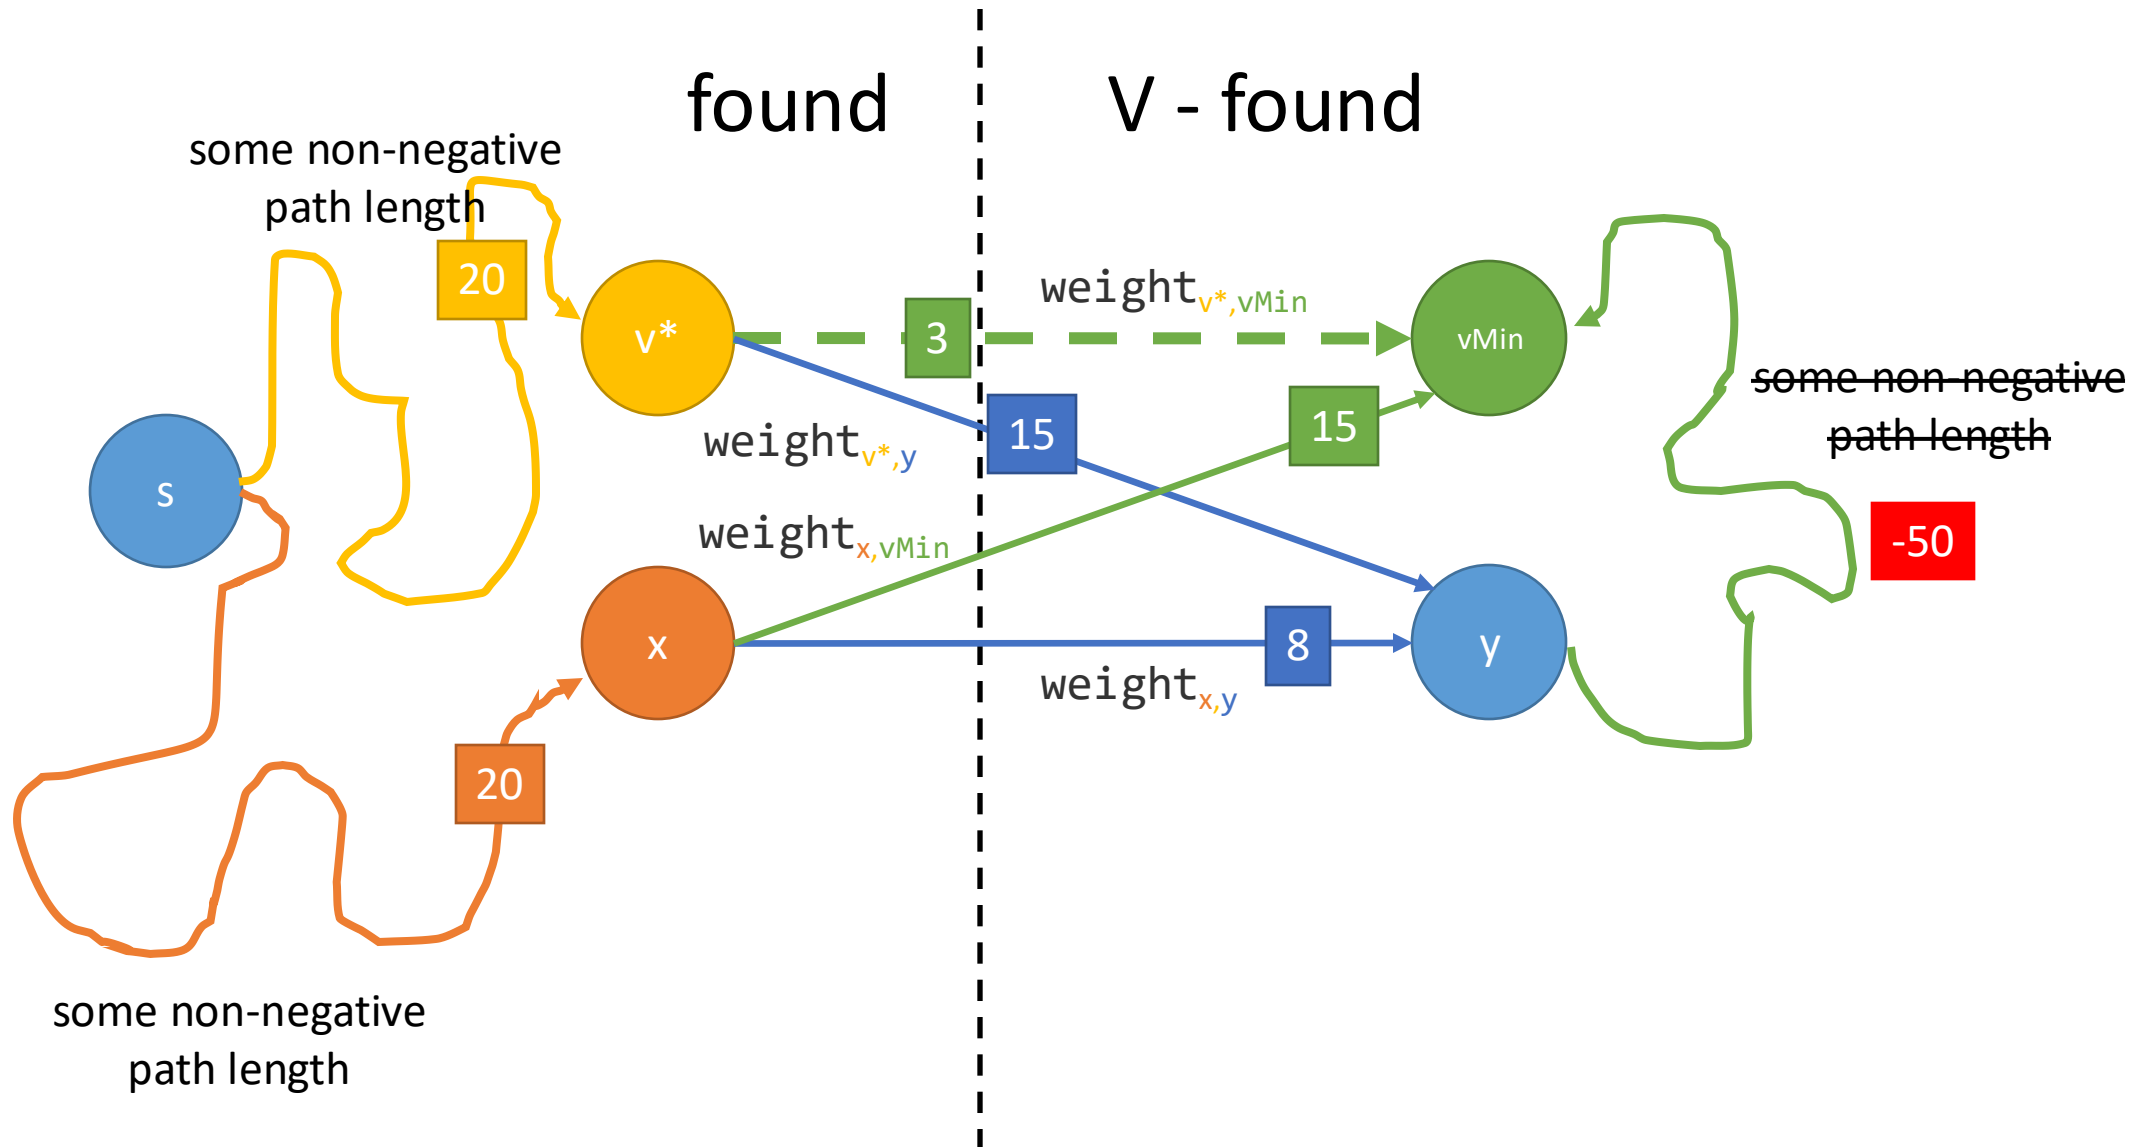 found
V - found
some non-negative
path length
20
weightv*,vMin
3
v*
vMin
some non-negative
path length
15
15
weightv*,y
s
weightx,vMin
-50
x
8
y
weightx,y
20
some non-negative
path length